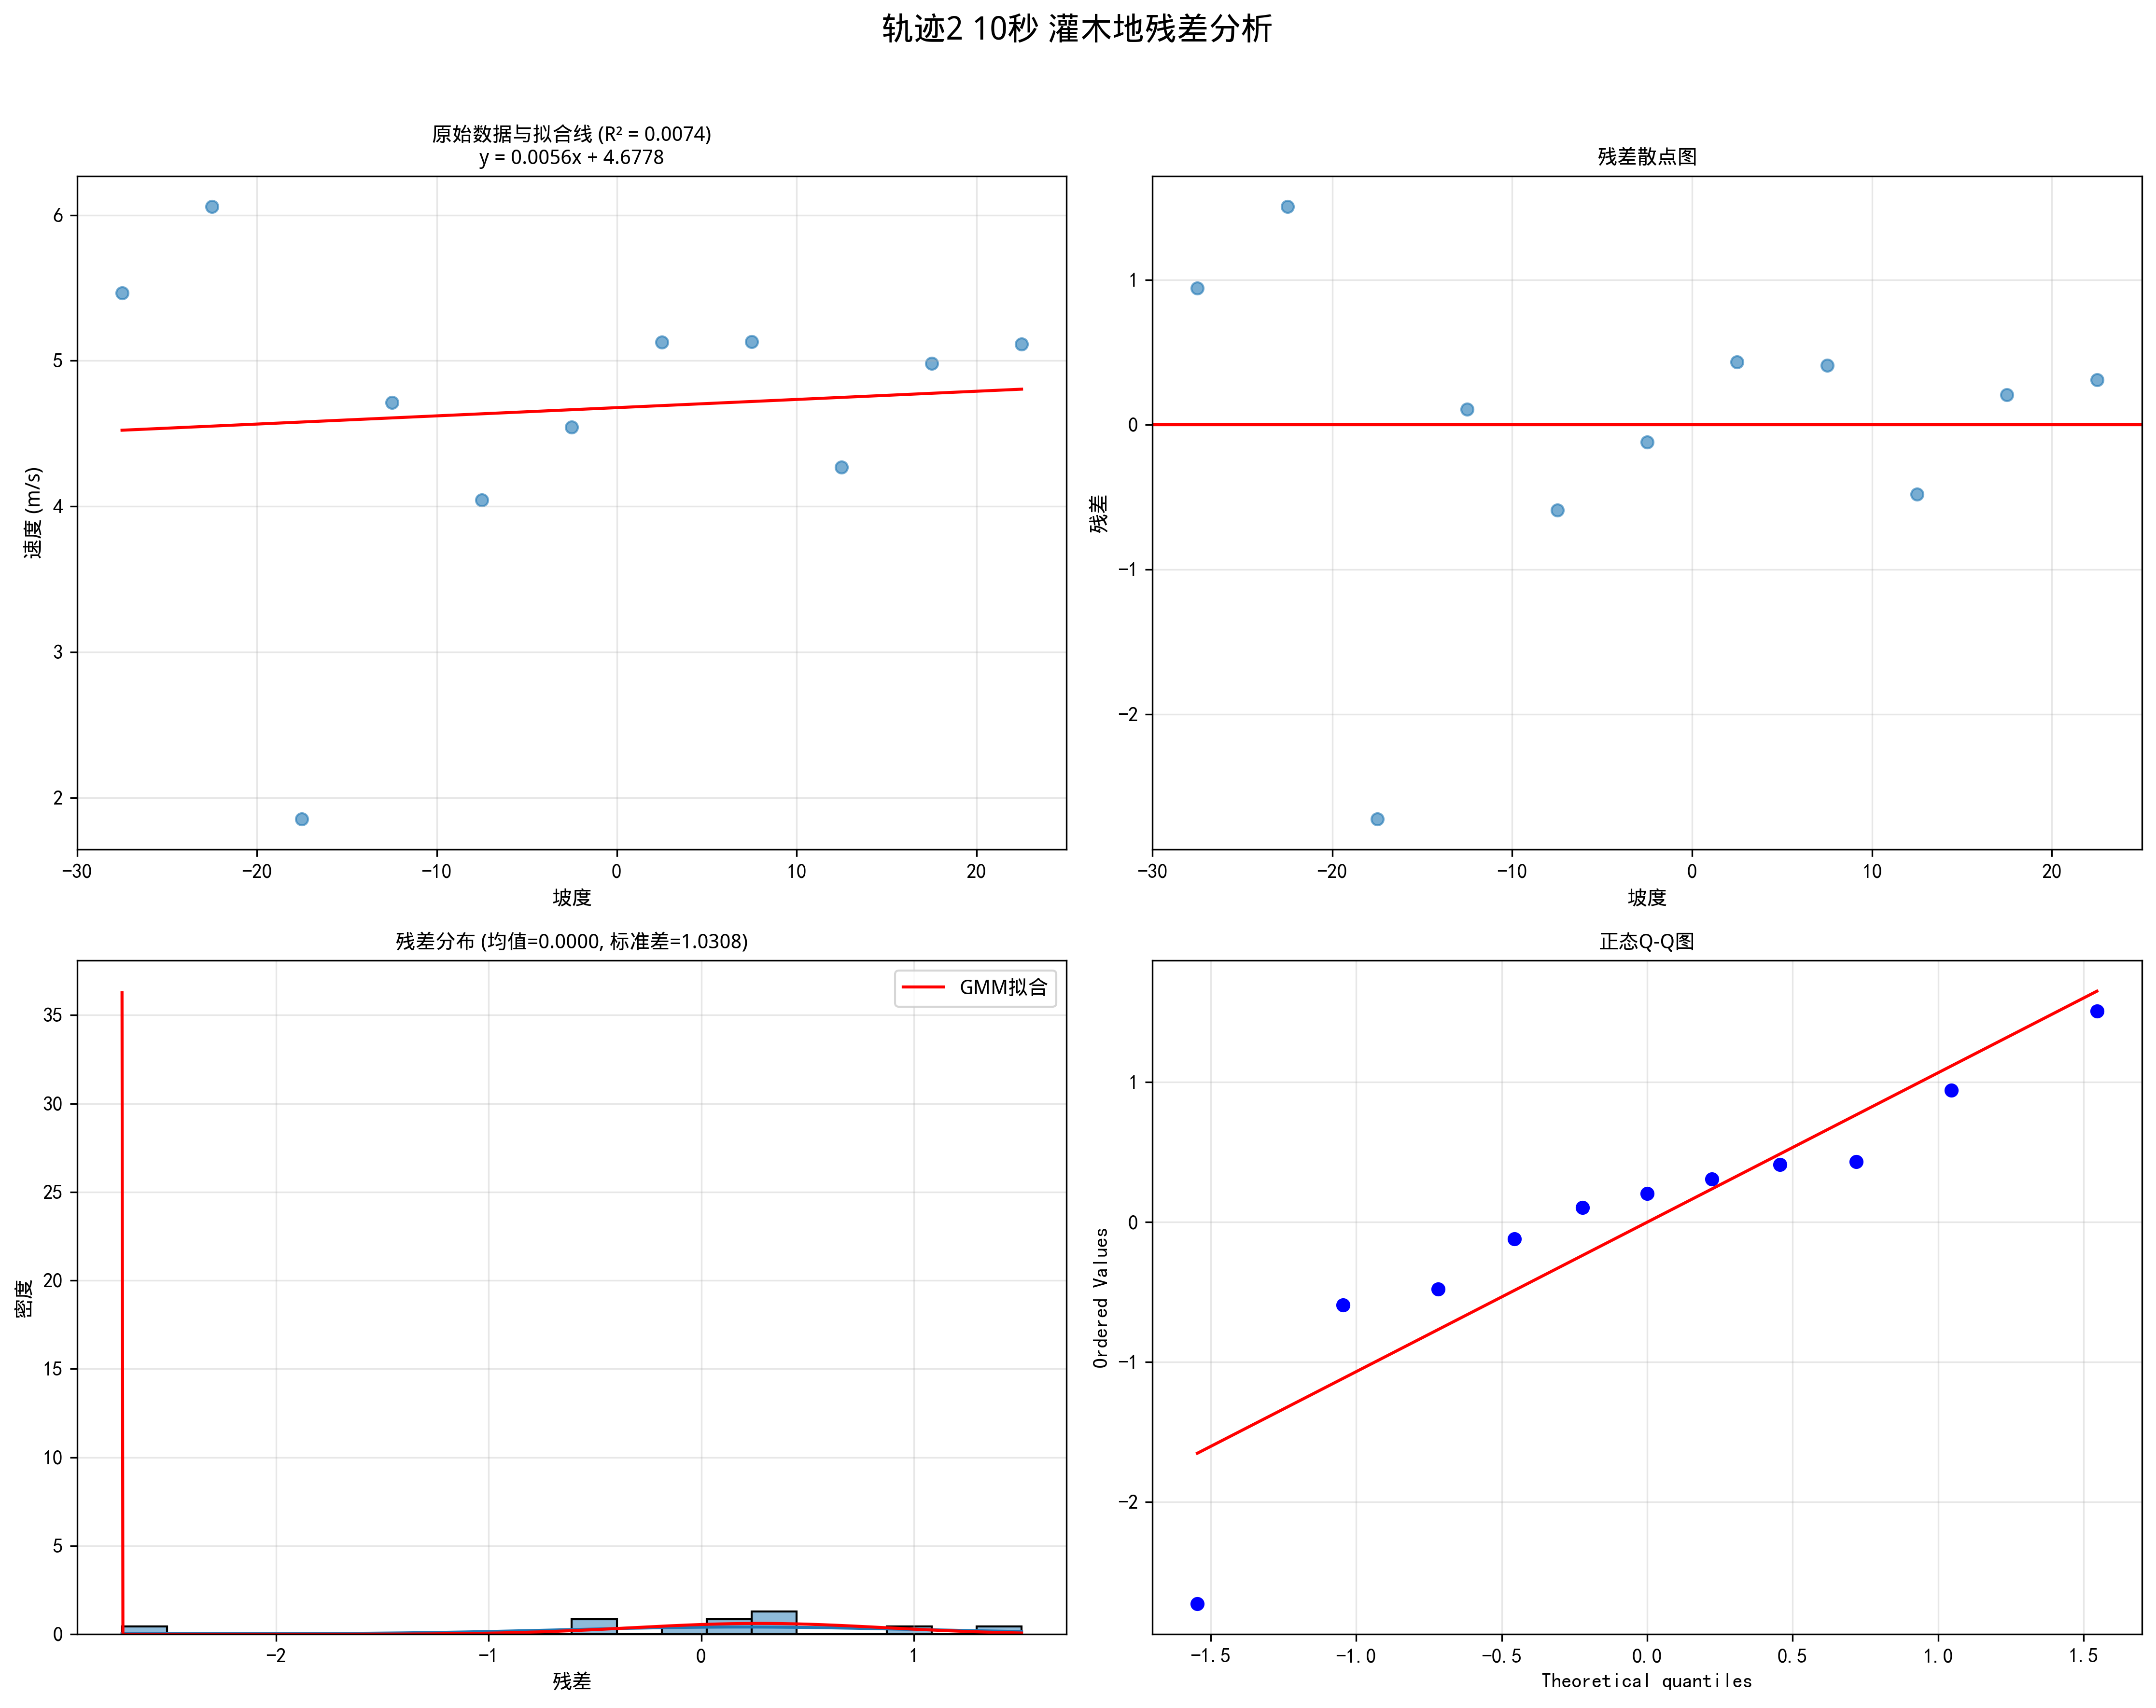 轨迹2 10秒 灌木地残差分析
原始数据与拟合线 (R² = 0.0074)
y = 0.0056x + 4.6778
6
5
4
3
2
速度 (m/s)
−30
−20
−10
0
10
20
坡度
残差散点图
1
0
−1
−2
残差
−30
−20
−10
0
10
20
坡度
残差分布 (均值=0.0000, 标准差=1.0308)
GMM拟合
35
30
25
20
15
10
5
0
密度
−2
−1
0
1
残差
正态Q-Q图
1
0
−1
−2
Ordered Values
−1.5
−1.0
−0.5
0.0
0.5
1.0
1.5
Theoretical quantiles